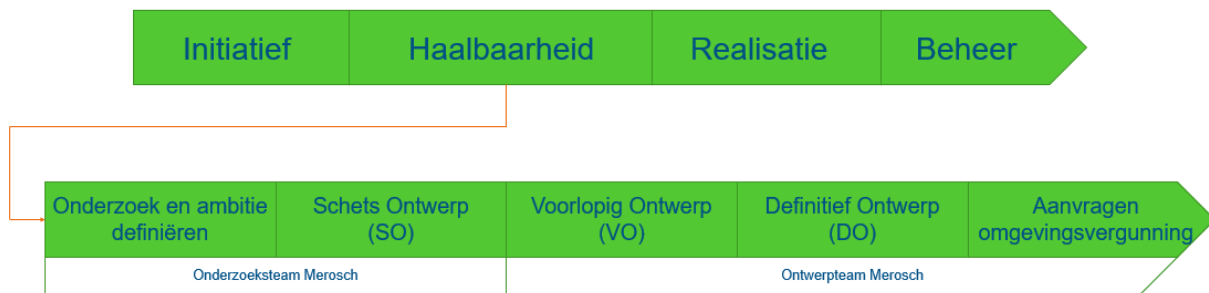 Initiatief
Haalbaarheid
Realisatie
Beheer
Onderzoek en ambitie
definiëren
Schets Ontwerp
(SO)
Voorlopig Ontwerp
(VO)
Definitief Ontwerp
(DO)
Aanvragen
omgevingsvergunning
Onderzoeksteam Merosch
Ontwerpteam Merosch